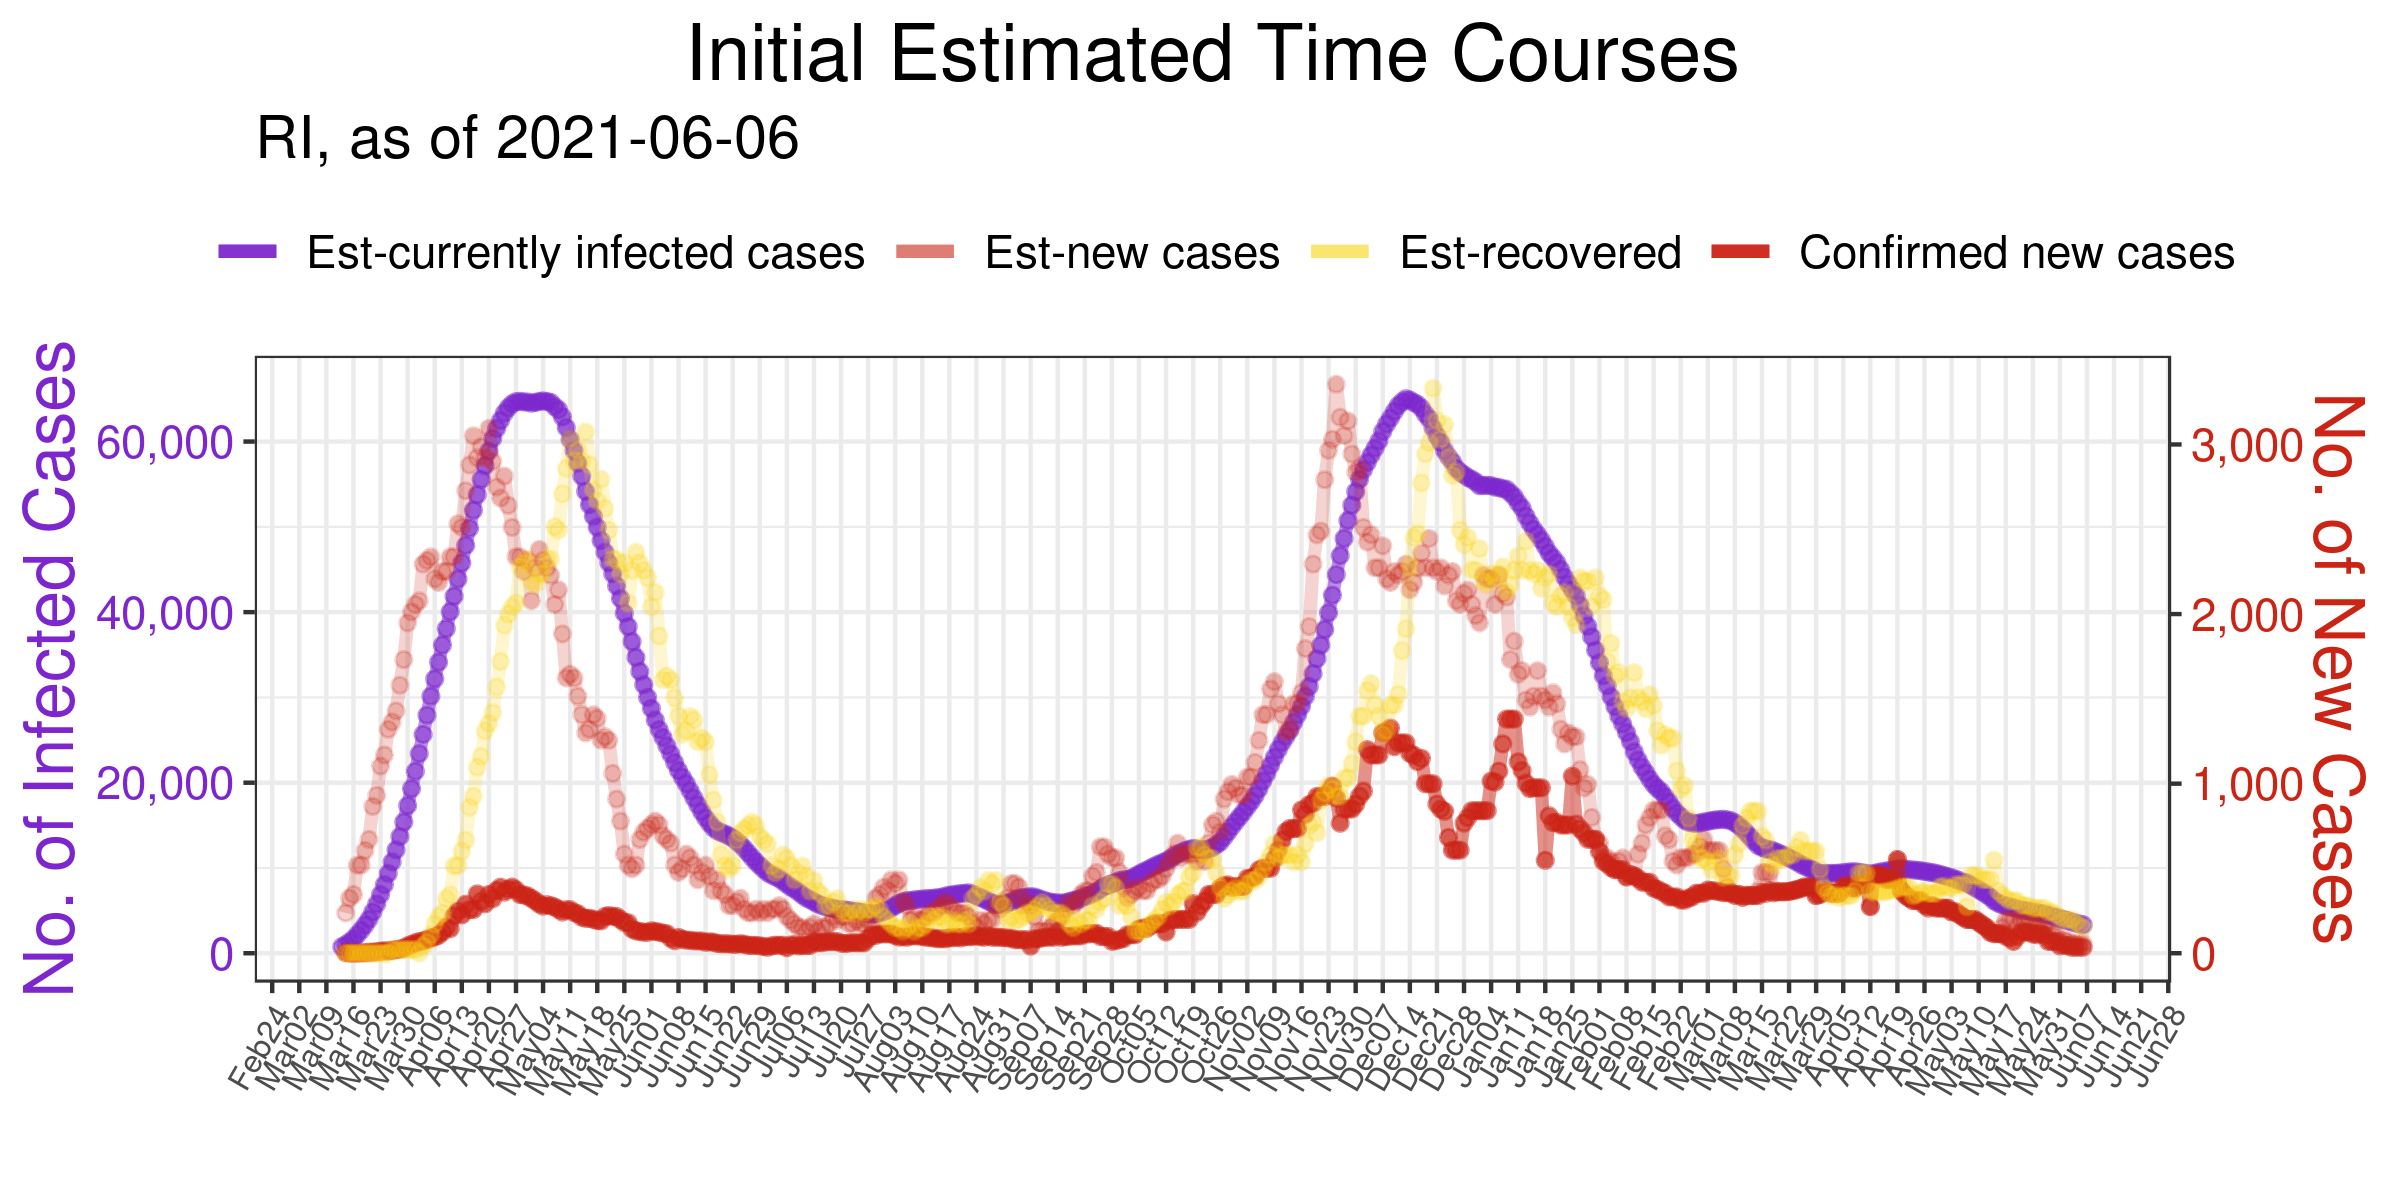 Initial Estimated Time Courses
RI, as of 2021-06-06
Est-currently infected cases Est-new cases Est-recovered Confirmed new cases
No. of Infected Cases
60,000
40,000
20,000
0
3,000
2,000
1,000
0
No. of New Cases
Feb24 Mar02 Mar09 Mar16 Mar23 Mar30 Apr06 Apr13 Apr20 Apr27 May04 May11 May18 May25 Jun01 Jun08 Jun15 Jun22 Jun29 Jul06 Jul13 Jul20 Jul27 Aug03 Aug10 Aug17 Aug24 Aug31 Sep07 Sep14 Sep21 Sep28 Oct05 Oct12 Oct19 Oct26 Nov02 Nov09 Nov16 Nov23 Nov30 Dec07 Dec14 Dec21 Dec28 Jan04 Jan11 Jan18 Jan25 Feb01 Feb08 Feb15 Feb22 Mar01 Mar08 Mar15 Mar22 Mar29 Apr05 Apr12 Apr19 Apr26 May03 May10 May17 May24 May31 Jun07 Jun14 Jun21 Jun28